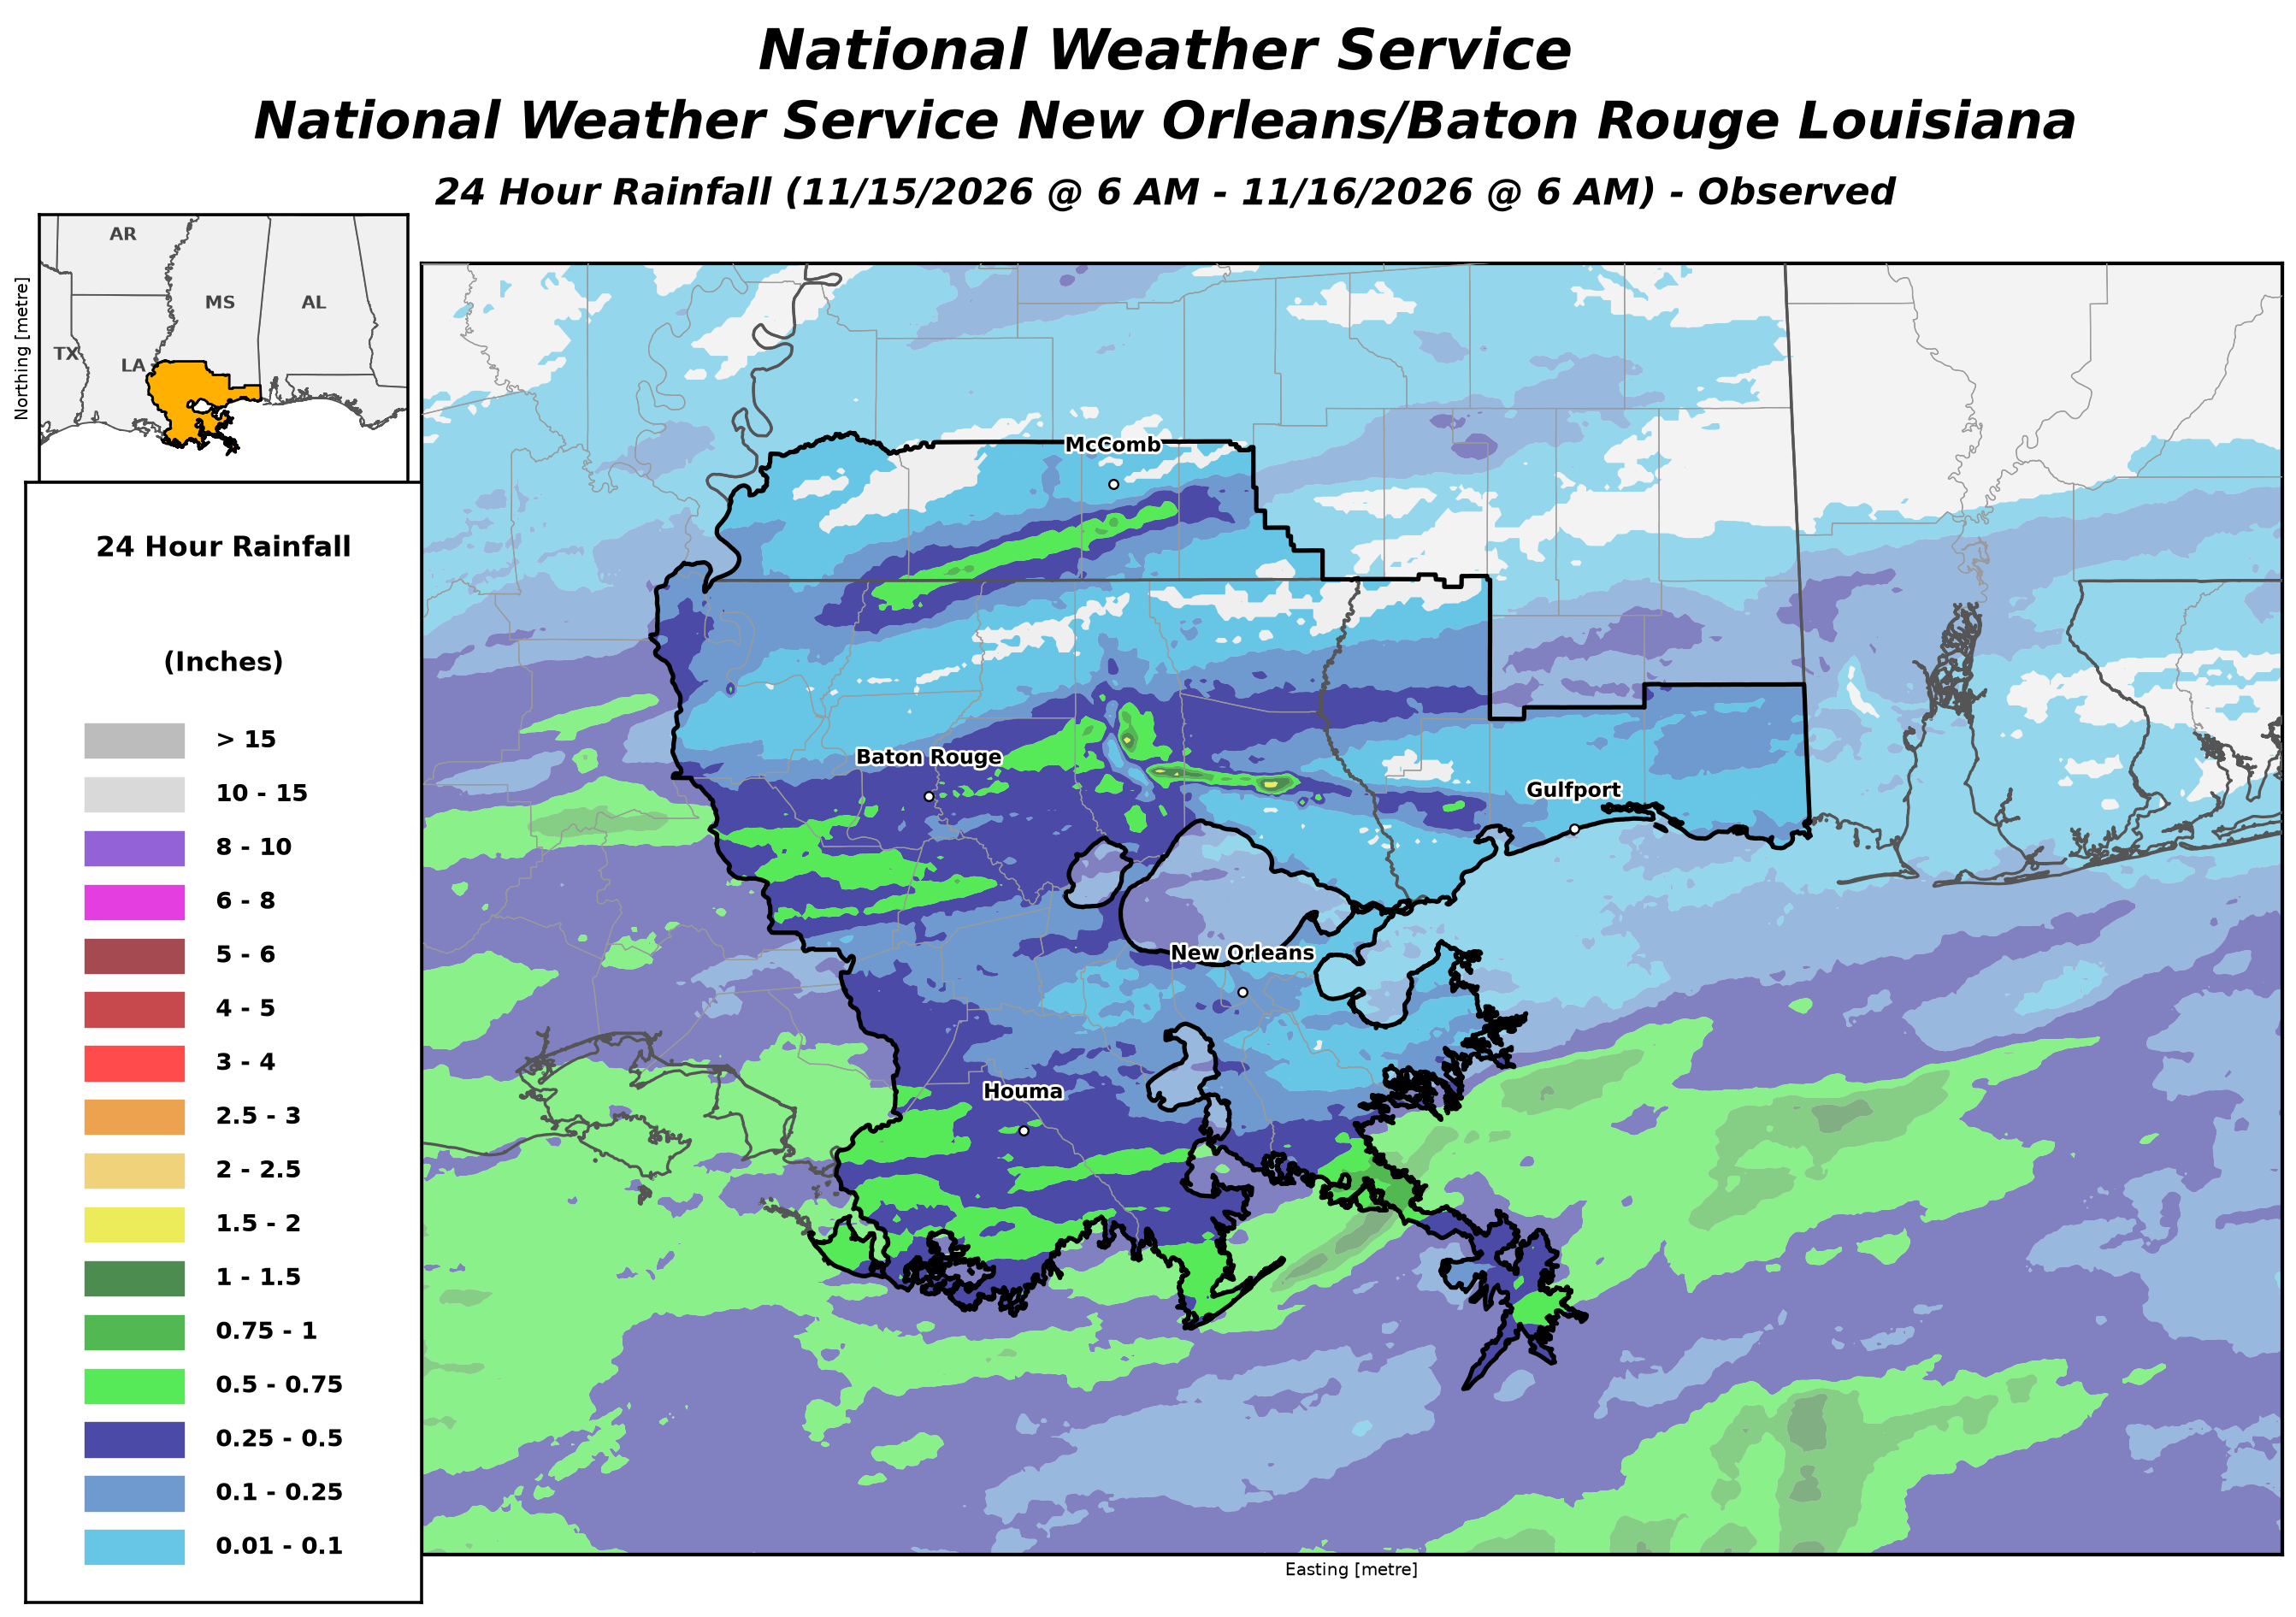 National Weather Service
National Weather Service New Orleans/Baton Rouge Louisiana
24 Hour Rainfall (11/15/2026 @ 6 AM - 11/16/2026 @ 6 AM) - Observed
Northing [metre]
AR
MS
AL
TX
LA
24 Hour Rainfall
(Inches)
> 15
10 - 15
8 - 10
6 - 8
5 - 6
4 - 5
3 - 4
2.5 - 3
2 - 2.5
1.5 - 2
1 - 1.5
0.75 - 1
0.5 - 0.75
0.25 - 0.5
0.1 - 0.25
0.01 - 0.1
McComb
Baton Rouge
Gulfport
New Orleans
Houma
Easting [metre]